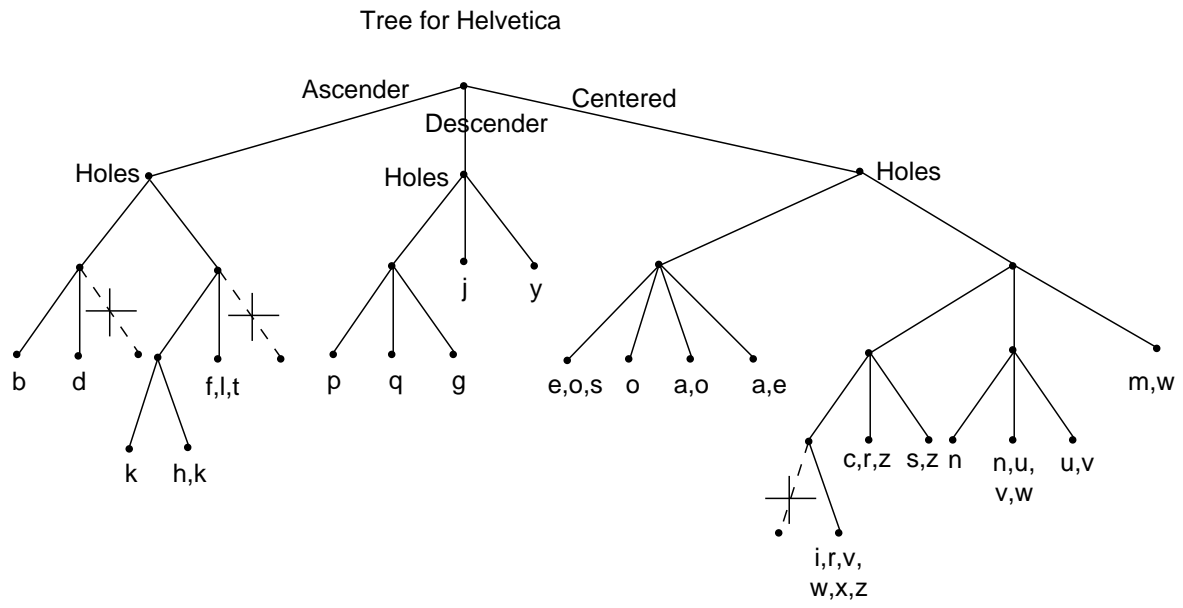 Tree for Helvetica
Ascender
Centered
Descender
Holes
Holes
Holes
j
y
b
d
f,l,t
p
q
g
e,o,s
o
a,o
a,e
m,w
k
h,k
c,r,z
s,z
n
n,u,
v,w
u,v
i,r,v,
w,x,z